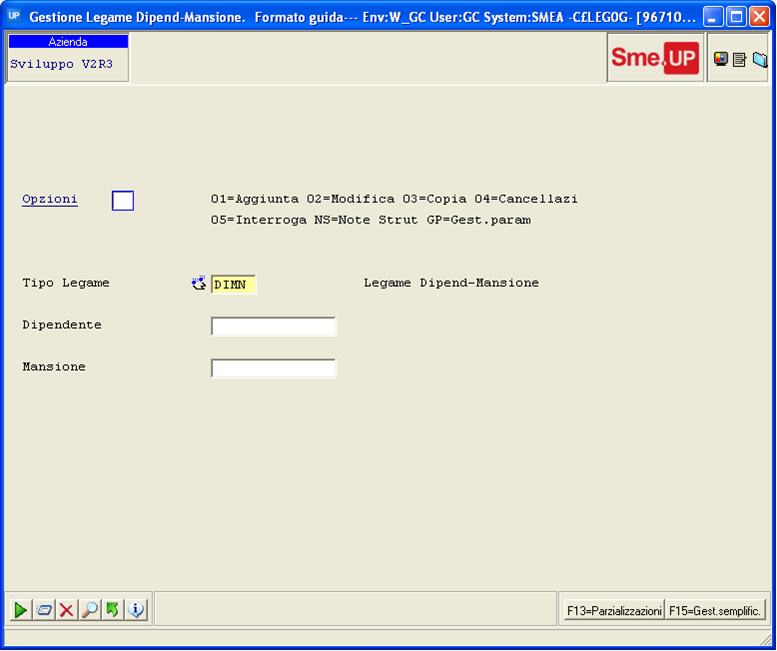 UP Gestione Legame Dipend-Mansione. Formato guida--- Env:W_GC User:GC System:SMEA -C£LEG0G- [96710...
Azienda
Sviluppo V2R3
Sme.UP
Opzioni
01=Aggiunta 02=Modifica 03=Copia 04=Cancellazi
05=Interroga NS=Note Strut GP=Gest.param
Tipo Legame DIMN Legame Dipend-Mansione
Dipendente
Mansione
F13=Parzializzazioni F15=Gest.semplific.